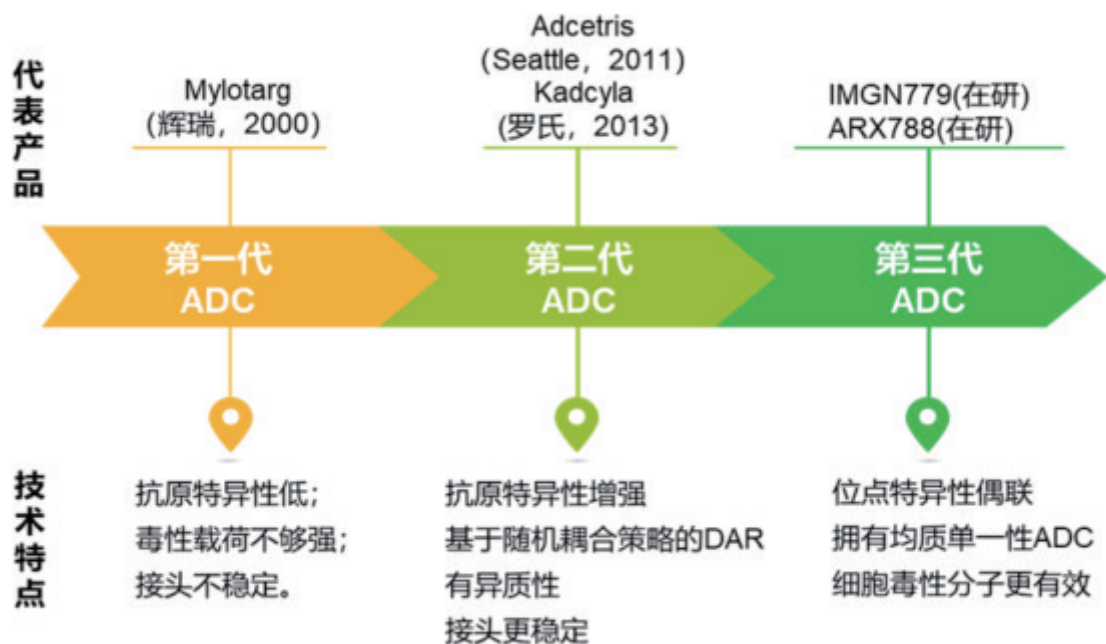 代表产品
Mylotarg
(辉瑞，2000)
Adcetris
(Seattle，2011)
Kadcyla
(罗氏，2013)
IMGN779(在研)
ARX788(在研)
第一代
ADC
第二代
ADC
第三代
ADC
技术特点
抗原特异性低；
毒性载荷不够强；
接头不稳定。
抗原特异性增强
基于随机耦合策略的DAR
有异质性
接头更稳定
位点特异性偶联
拥有均质单一性ADC
细胞毒性分子更有效